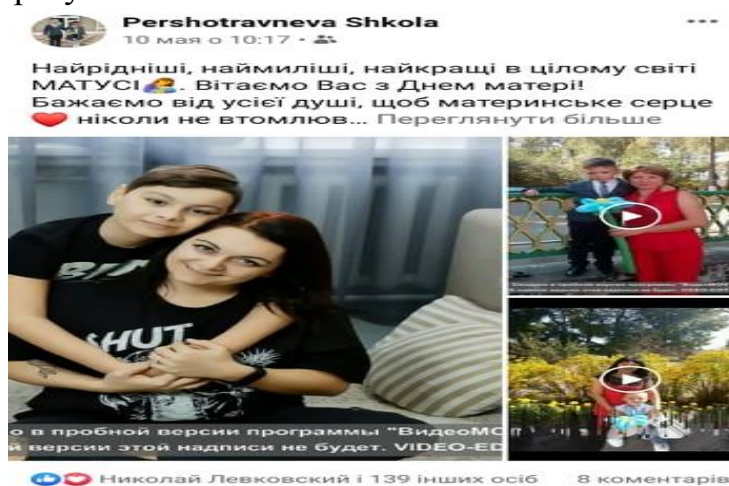 Pershotravneva Shkola
10 мая о 10:17
Найрідніші, наймиліші, найкращі в цілому світі
МАТУСІ. Вітаємо Вас з Днем матері!
Бажаємо від усієї душі, щоб материнське серце
ніколи не втомлюв... Переглянути більше
BIT
SHUT
о в пробной версии программы "ВидеоМО
й версии этой надписи не будет. VIDEO-ED
Николай Левковский і 139 інших осіб 8 коментарів